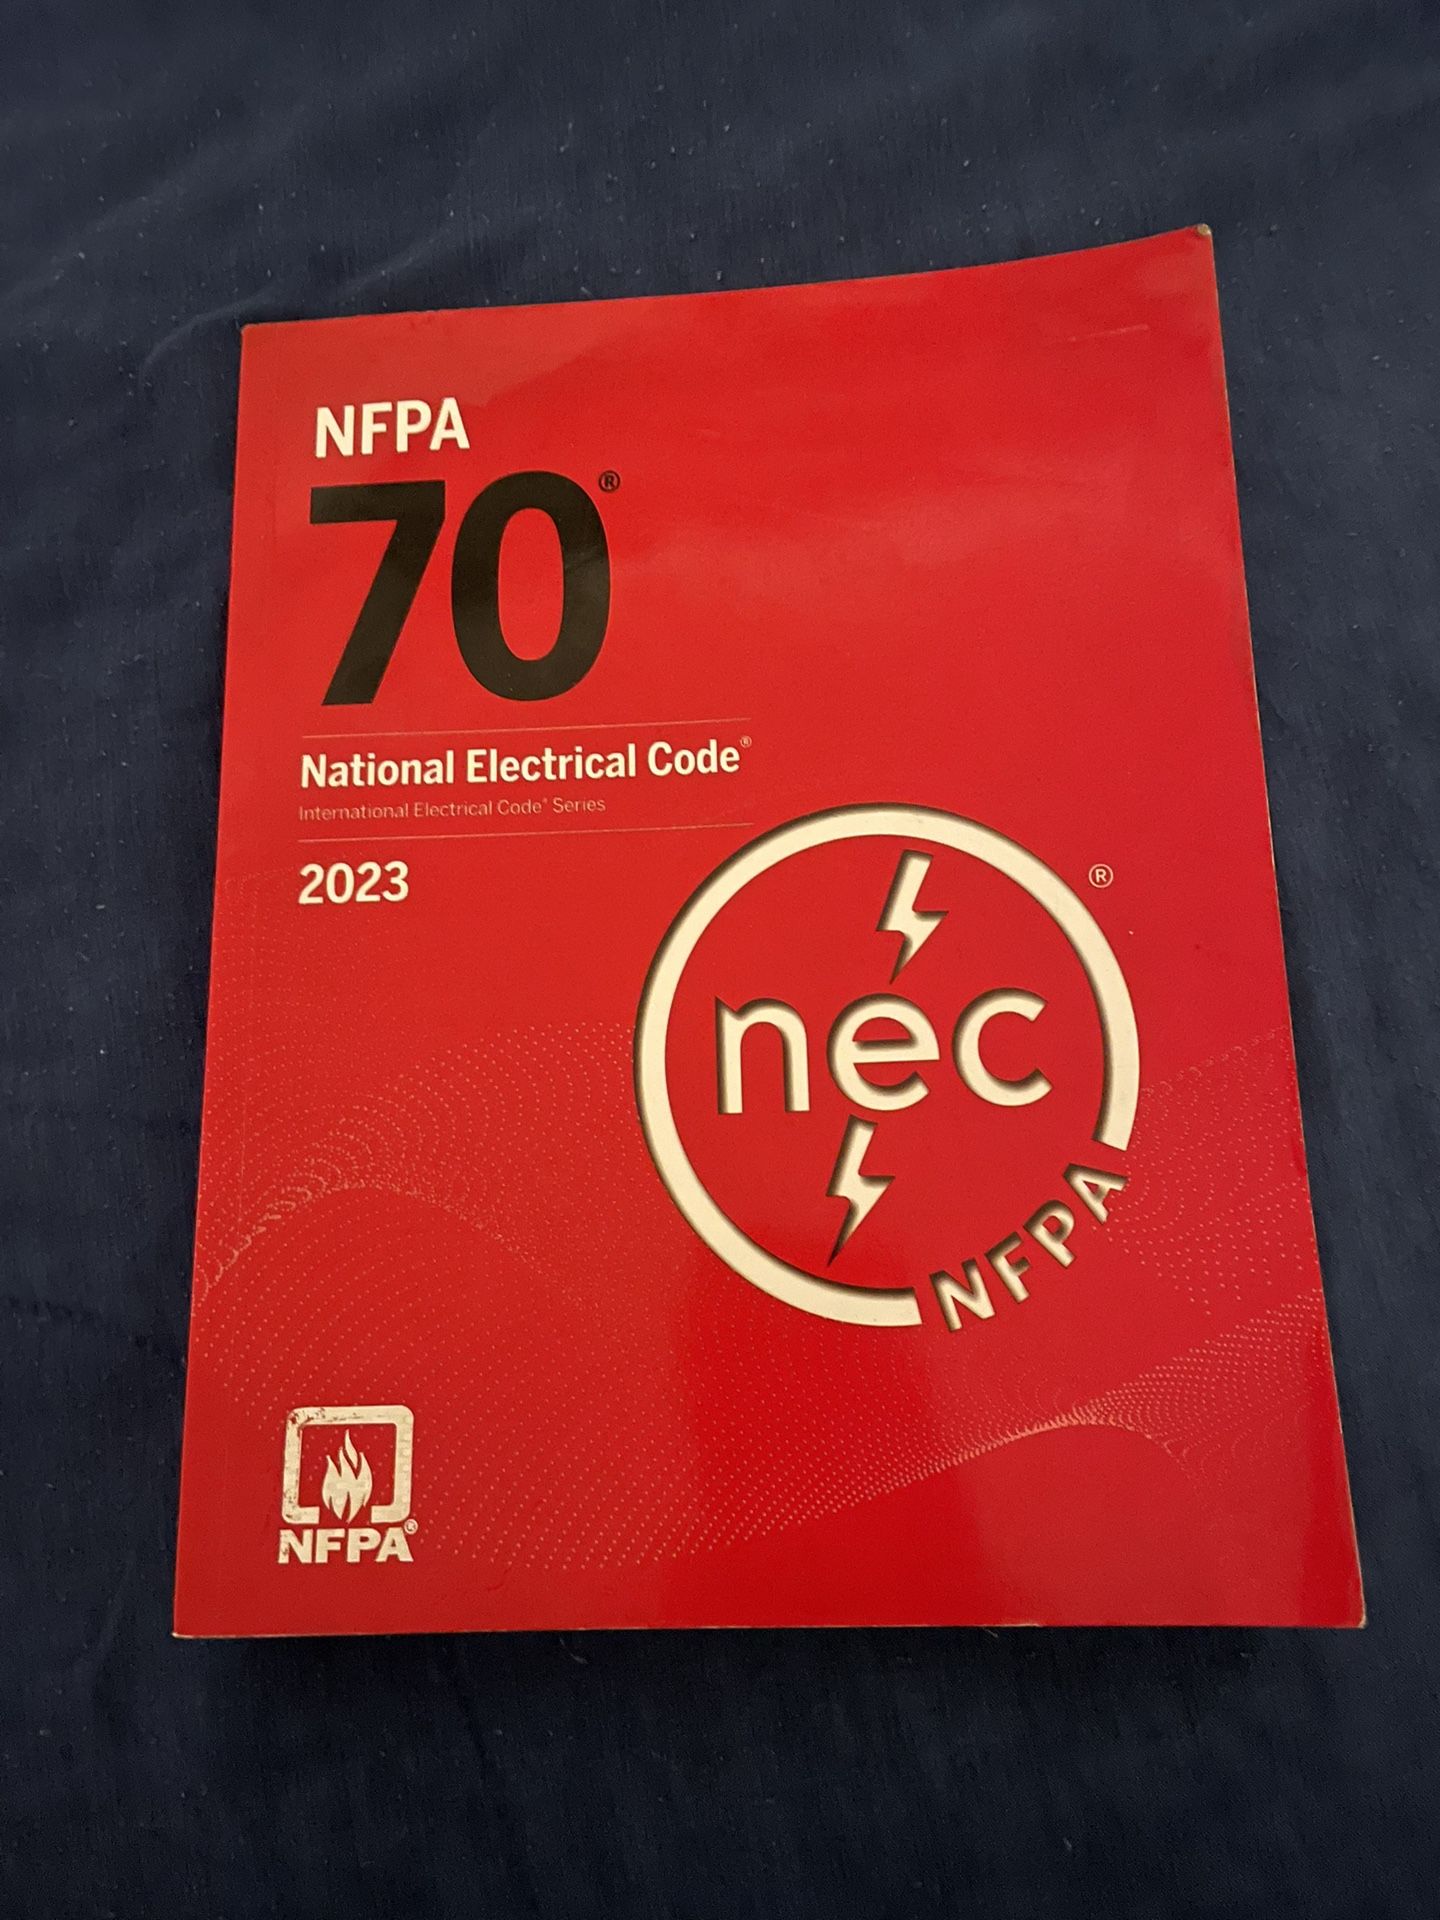 NFPA
70®
National Electrical Code®
International Electrical Code® Series
2023
®
nec
NFPA
NFPA®